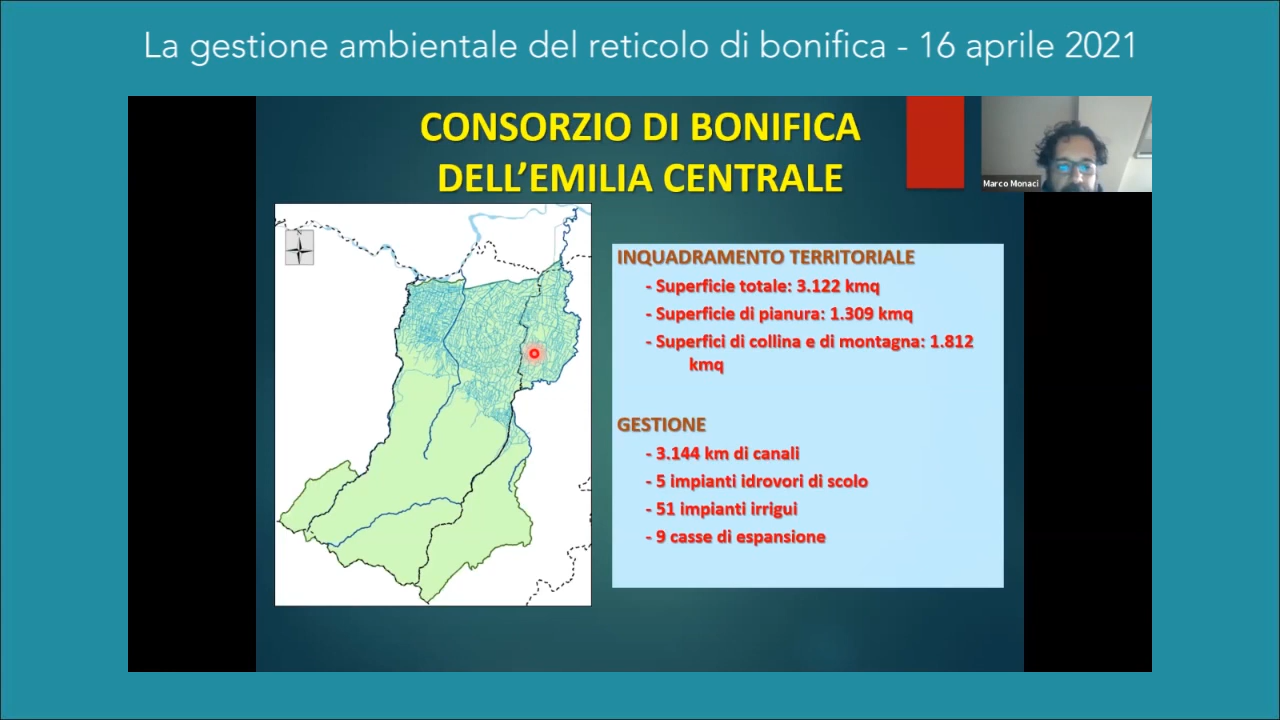 La gestione ambientale del reticolo di bonifica - 16 aprile 2021
CONSORZIO DI BONIFICA
DELL’EMILIA CENTRALE
Marco Monaci
INQUADRAMENTO TERRITORIALE
- Superficie totale: 3.122 kmq
- Superficie di pianura: 1.309 kmq
- Superfici di collina e di montagna: 1.812
kmq
GESTIONE
- 3.144 km di canali
- 5 impianti idrovori di scolo
- 51 impianti irrigui
- 9 casse di espansione